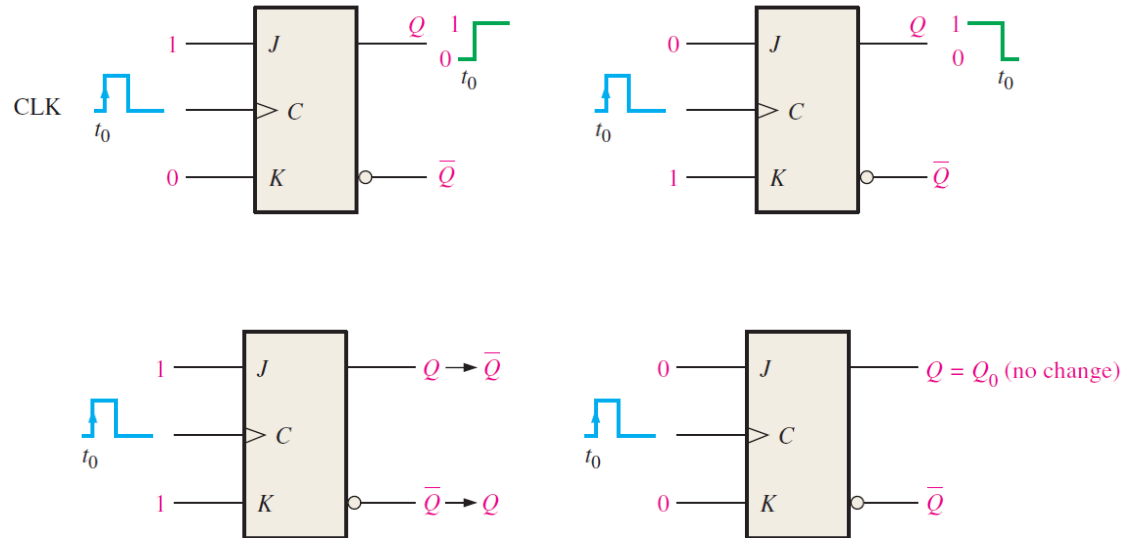 1 J Q 1 0 t₀
CLK t₀ C
0 K Q̅
0 J Q 1 0 t₀
t₀ C
1 K Q̅
1 J Q → Q̅
t₀ C
1 K Q̅ → Q
0 J Q = Q₀ (no change)
t₀ C
0 K Q̅